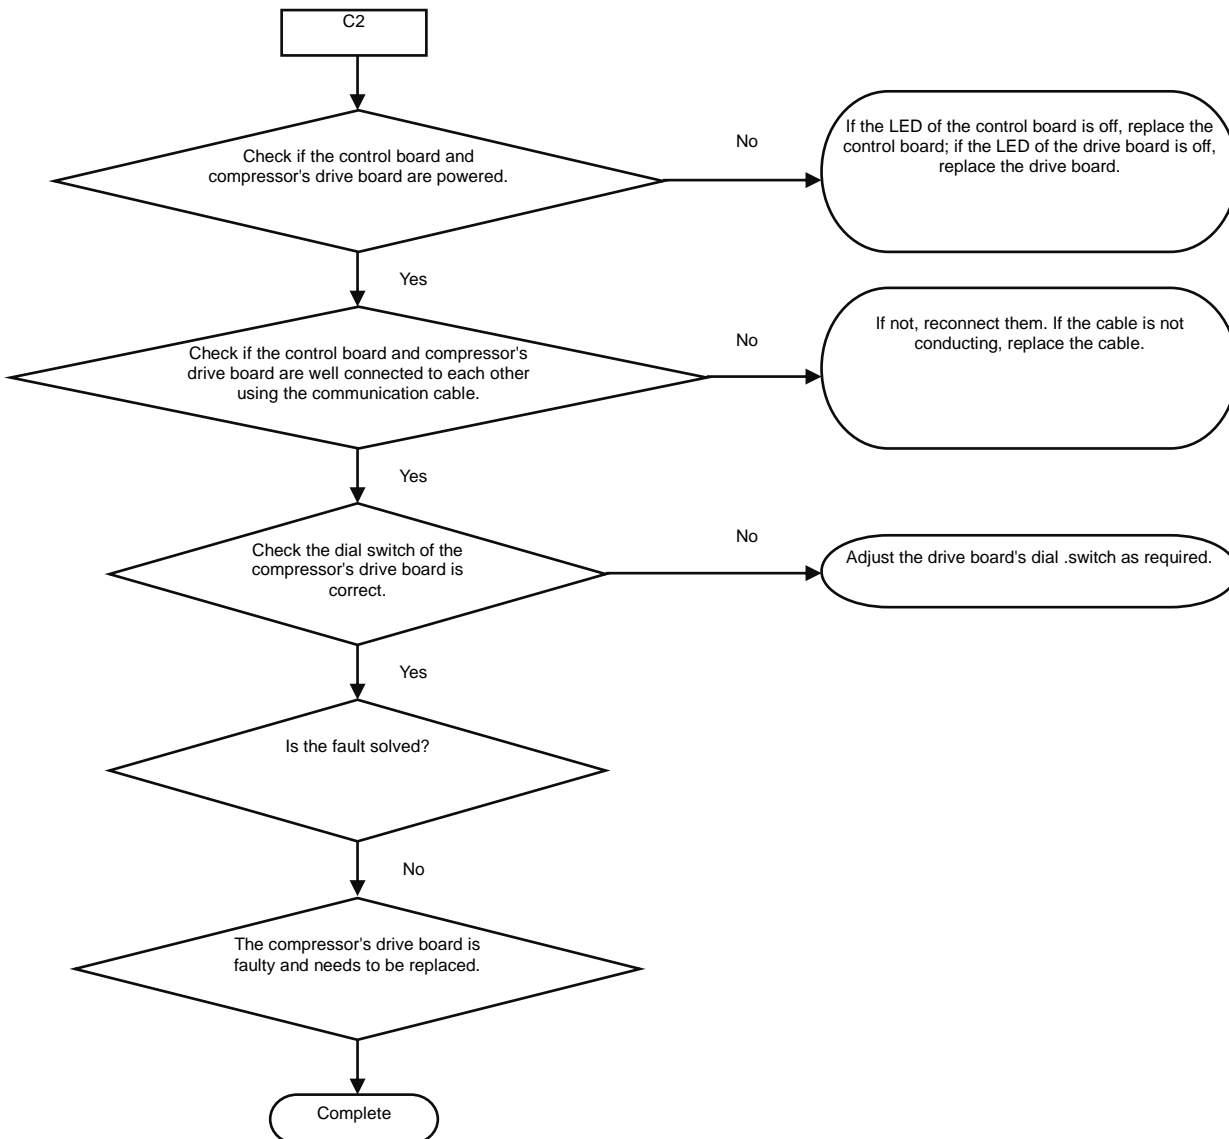 C2
Check if the control board and
compressor's drive board are powered.
No
If the LED of the control board is off, replace the
control board; if the LED of the drive board is off,
replace the drive board.
Yes
Check if the control board and compressor's
drive board are well connected to each other
using the communication cable.
No
If not, reconnect them. If the cable is not
conducting, replace the cable.
Yes
Check the dial switch of the
compressor's drive board is
correct.
No
Adjust the drive board's dial .switch as required.
Yes
Is the fault solved?
No
The compressor's drive board is
faulty and needs to be replaced.
Complete